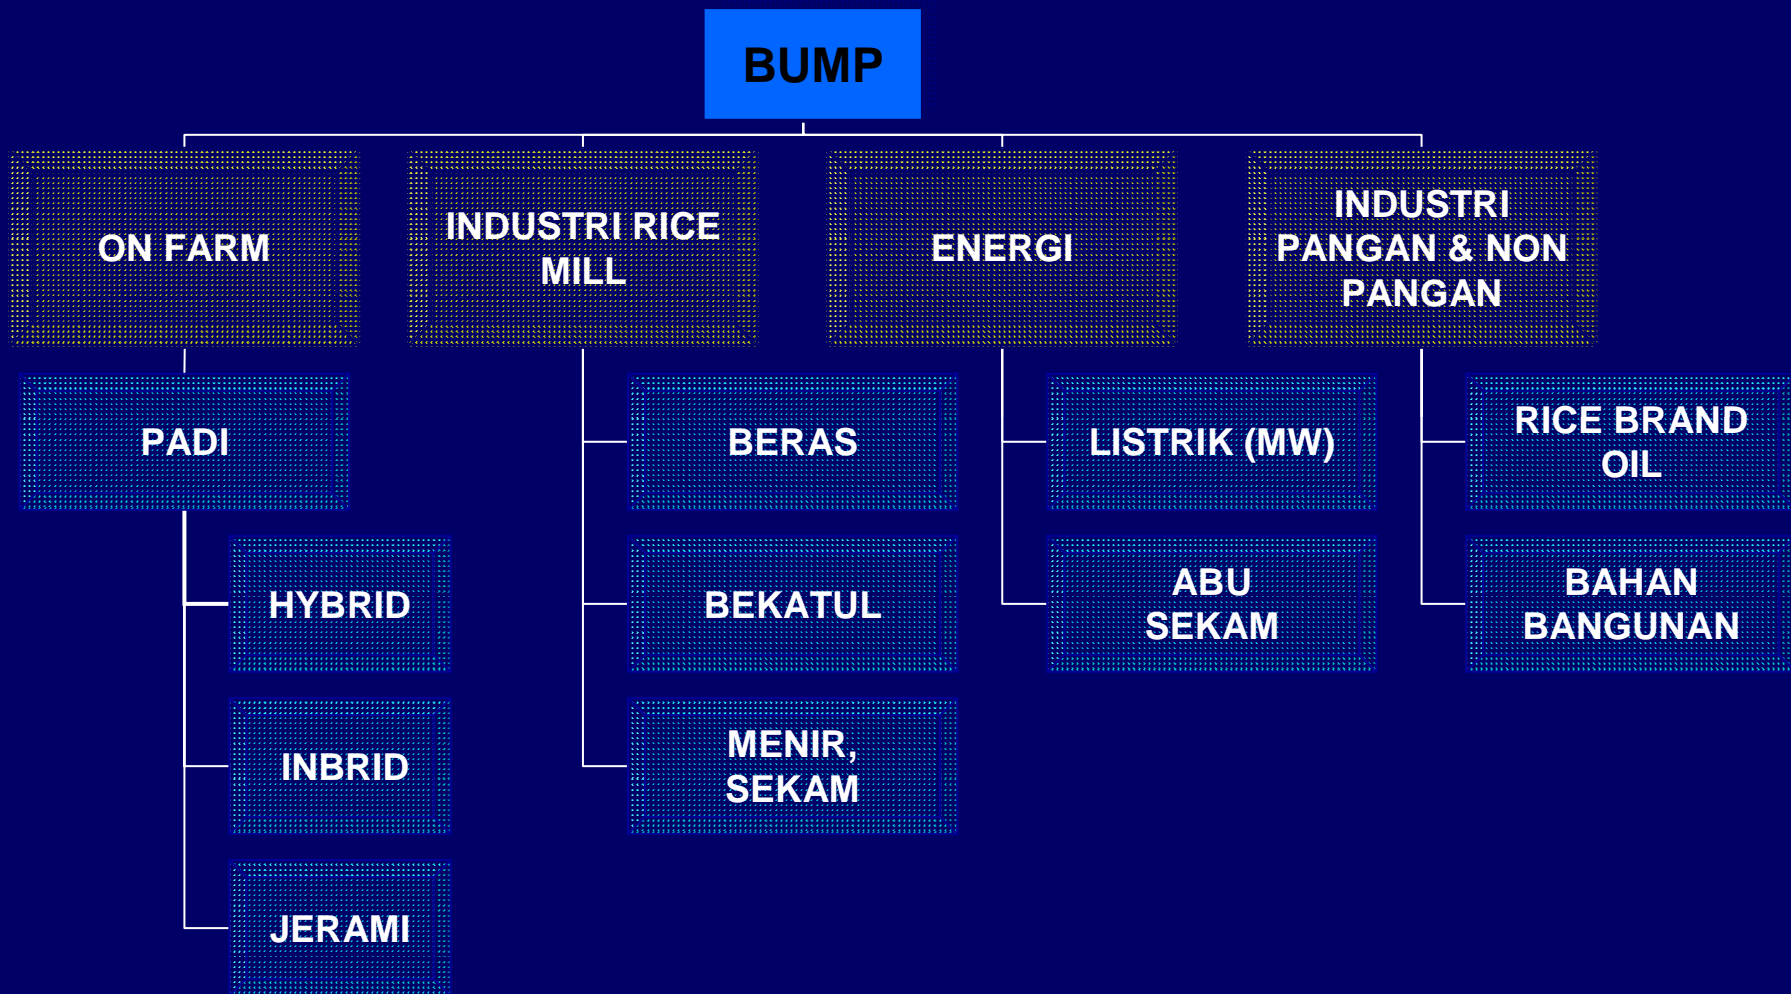 BUMP
ON FARM
INDUSTRI RICE
MILL
ENERGI
INDUSTRI
PANGAN & NON
PANGAN
PADI
BERAS
LISTRIK (MW)
RICE BRAND
OIL
HYBRID
BEKATUL
ABU
SEKAM
BAHAN
BANGUNAN
INBRID
MENIR,
SEKAM
JERAMI